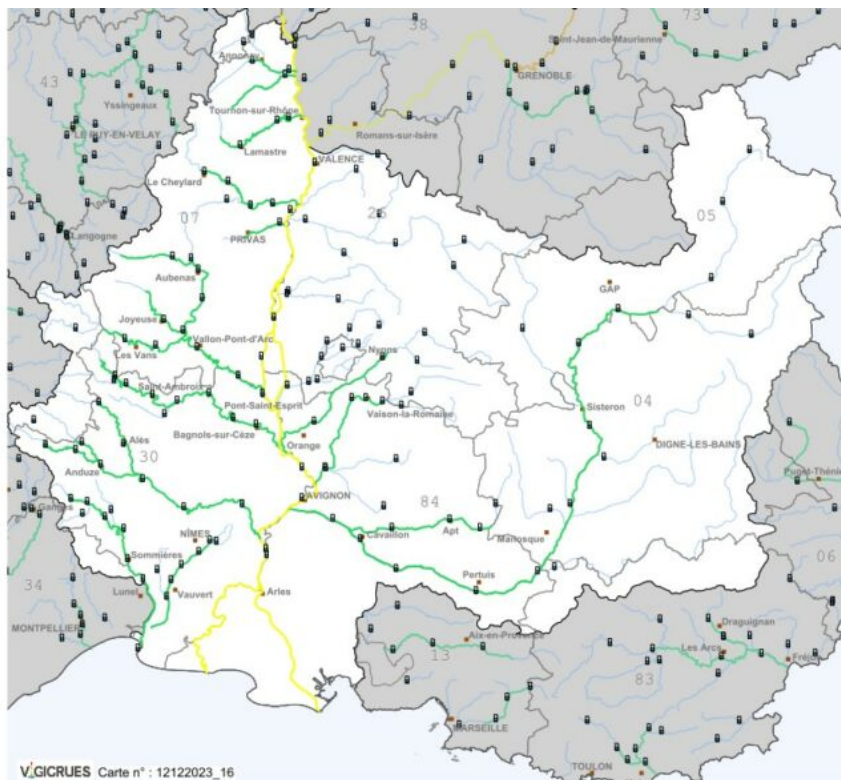 38
73
Saint-Jean-de-Maurienne
Annonay
43
GRENOBLE
Yssingeaux
Tournon-sur-Rhône
LE PUY-EN-VELAY
Romans-sur-Isère
Lamastre
VALENCE
Le Cheylard
07
26
05
Langogne
PRIVAS
Aubenas
GAP
Joyeuse
Vallon-Pont-d'Arc
Les Vans
Nyons
Saint-Ambroix
Pont-Saint-Esprit
Vaison-la-Romaine
Sisteron
04
Bagnols-sur-Cèze
Orange
Alès
DIGNE-LES-BAINS
30
Anduze
AVIGNON
84
Ganges
NÎMES
Cavaillon
Apt
Manosque
06
Sommières
34
Lunel
Vauvert
Arles
Pertuis
MONTPELLIER
Draguignan
Aix-en-Provence
Les Arcs
13
83
MARSEILLE
TOULON
VIGICRUES Carte n° : 12122023_16